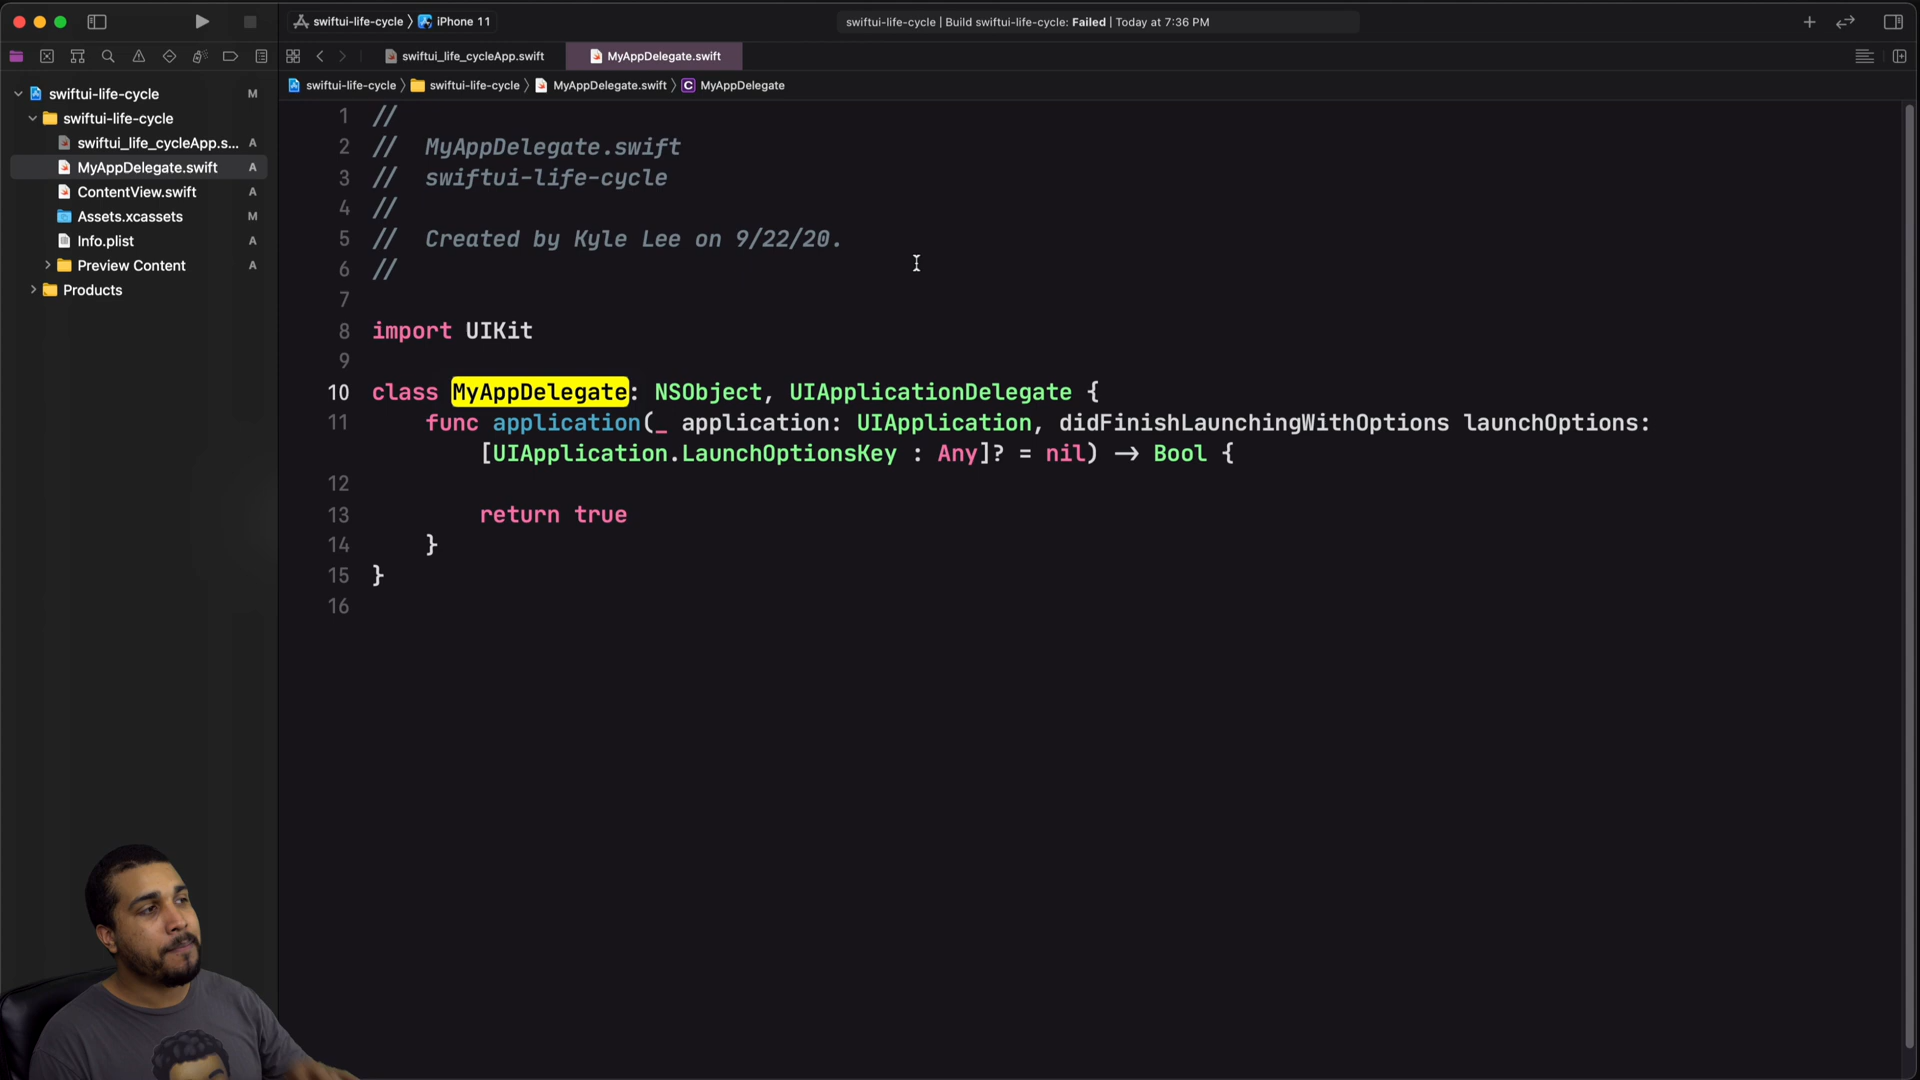 swiftui-life-cycle
iPhone 11
swiftui-life-cycle | Build swiftui-life-cycle: Failed | Today at 7:36 PM
swiftui_life_cycleApp.swift
MyAppDelegate.swift
swiftui-life-cycle
swiftui-life-cycle
MyAppDelegate.swift
C
MyAppDelegate
swiftui-life-cycle M
swiftui-life-cycle
swiftui_life_cycleApp.s... A
MyAppDelegate.swift A
ContentView.swift A
Assets.xcassets M
Info.plist A
Preview Content A
Products
1 //
2 // MyAppDelegate.swift
3 // swiftui-life-cycle
4 //
5 // Created by Kyle Lee on 9/22/20.
6 //
7
8 import UIKit
9
10 class MyAppDelegate: NSObject, UIApplicationDelegate {
11 func application(_ application: UIApplication, didFinishLaunchingWithOptions launchOptions:
[UIApplication.LaunchOptionsKey : Any]? = nil) -> Bool {
12
13 return true
14 }
15 }
16